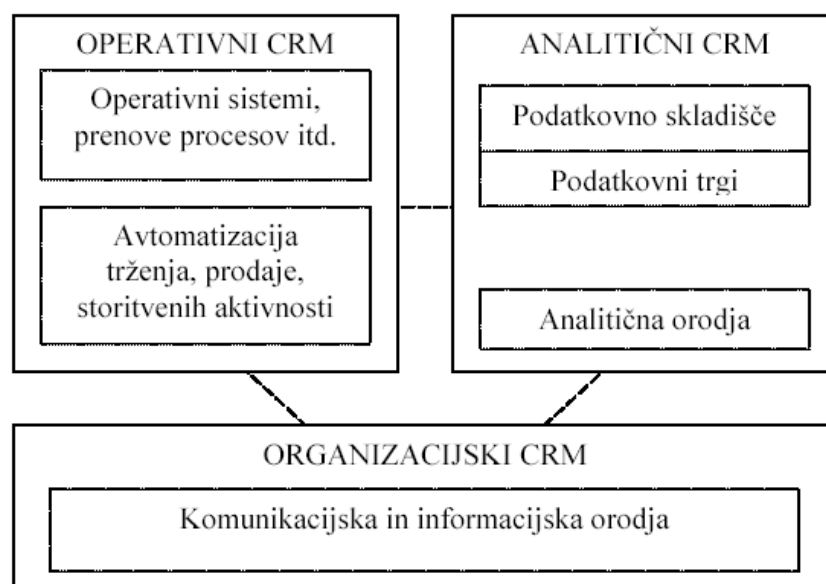 OPERATIVNI CRM
Operativni sistemi,
prenove procesov itd.
Avtomatizacija
trženja, prodaje,
storitvenih aktivnosti
ANALITIČNI CRM
Podatkovno skladišče
Podatkovni trgi
Analitična orodja
ORGANIZACIJSKI CRM
Komunikacijska in informacijska orodja